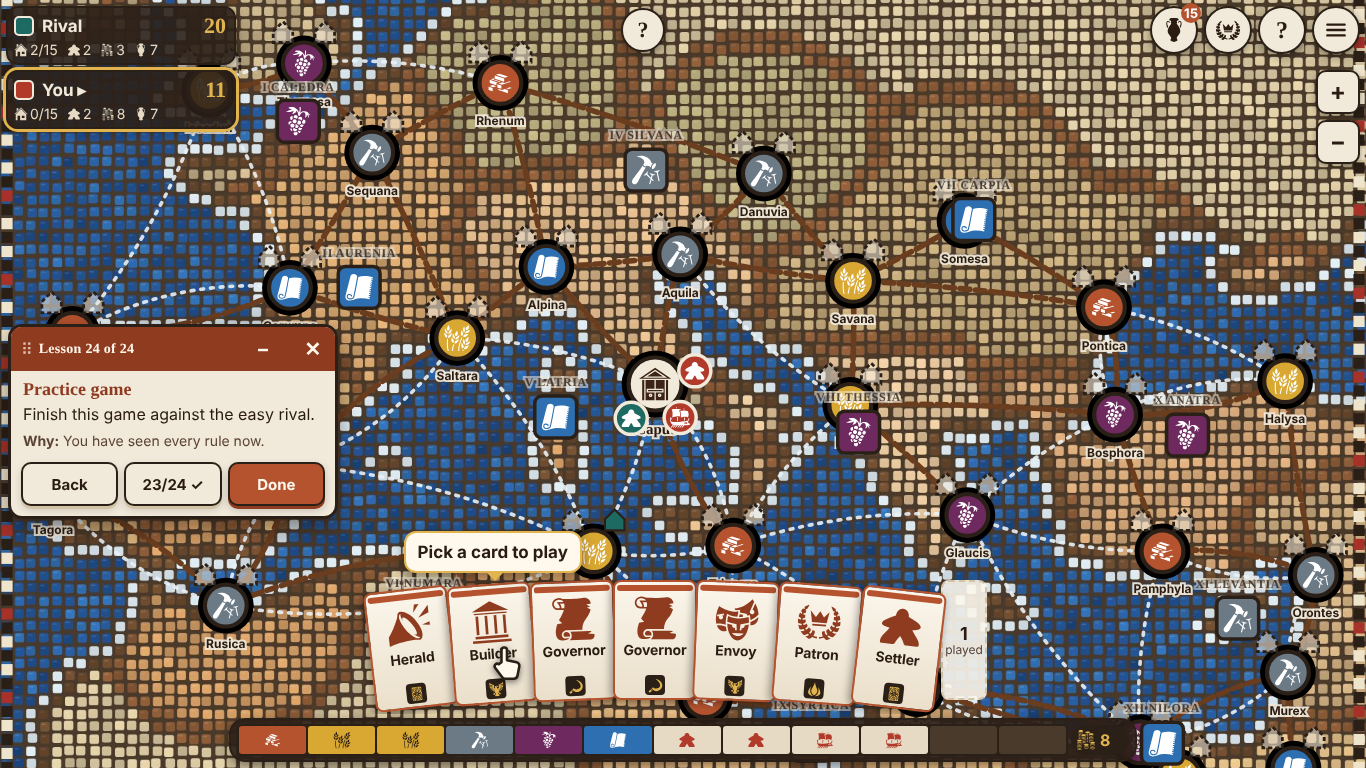 Rival 20
2/15 2 3 7
You ▸ 11
0/15 2 8 7
?
15
?
+
−
I CALEDRA
Rhenum
Sequana
IV SILVANA
Danuvia
VII CARPIA
Somesa
II AURENIA
Alpina
Aquila
Savana
Pontica
Saltara
V LATRIA
VIII THESSIA
X ANATRA
Halysa
Bosphora
Lesson 24 of 24
Practice game
Finish this game against the easy rival.
Why: You have seen every rule now.
Back
23/24 ✓
Done
Tagora
Glaucis
Pamphyla
XI LEVANTIA
Orontes
Rusica
Murex
VI NUMARA
Pick a card to play
Herald
Builder
Governor
Governor
Envoy
Patron
Settler
1
played
IX SYRTICA
XII NILORA
8